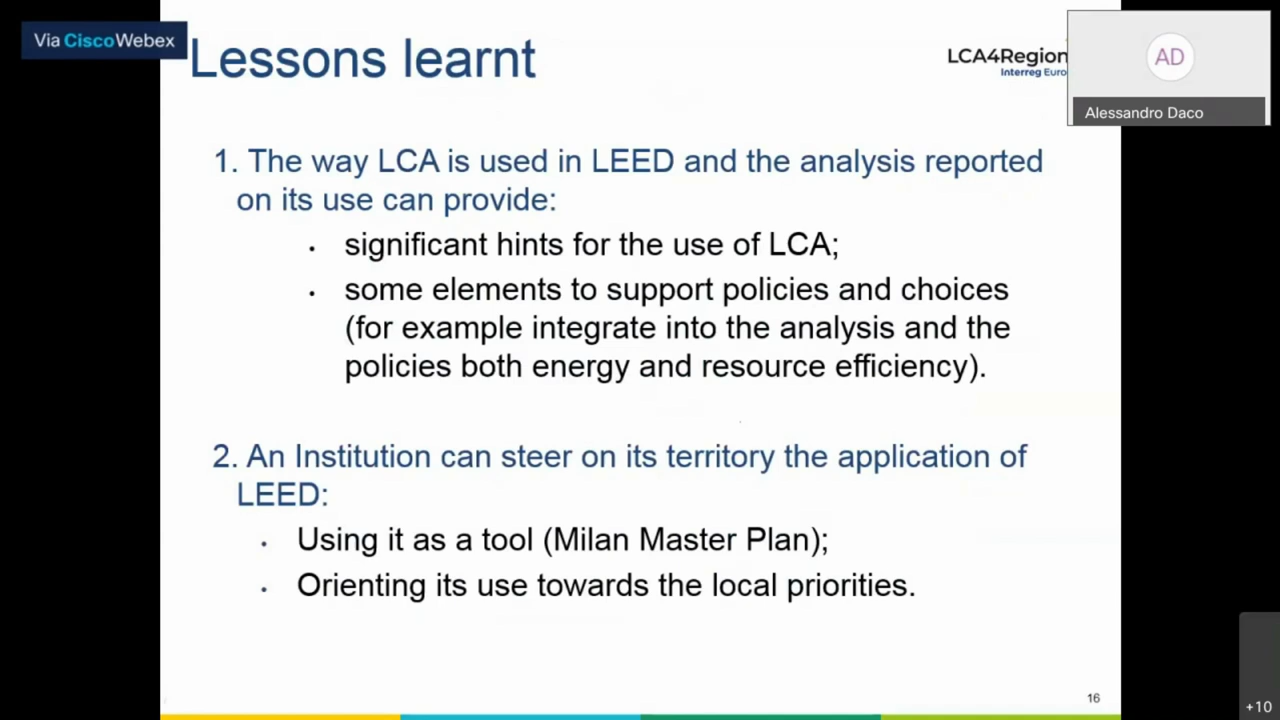 Via CiscoWebex
Lessons learnt
LCA4Region
Interreg Euro
AD
Alessandro Daco
1. The way LCA is used in LEED and the analysis reported
on its use can provide:
· significant hints for the use of LCA;
· some elements to support policies and choices
(for example integrate into the analysis and the
policies both energy and resource efficiency).
2. An Institution can steer on its territory the application of
LEED:
· Using it as a tool (Milan Master Plan);
· Orienting its use towards the local priorities.
16
+10